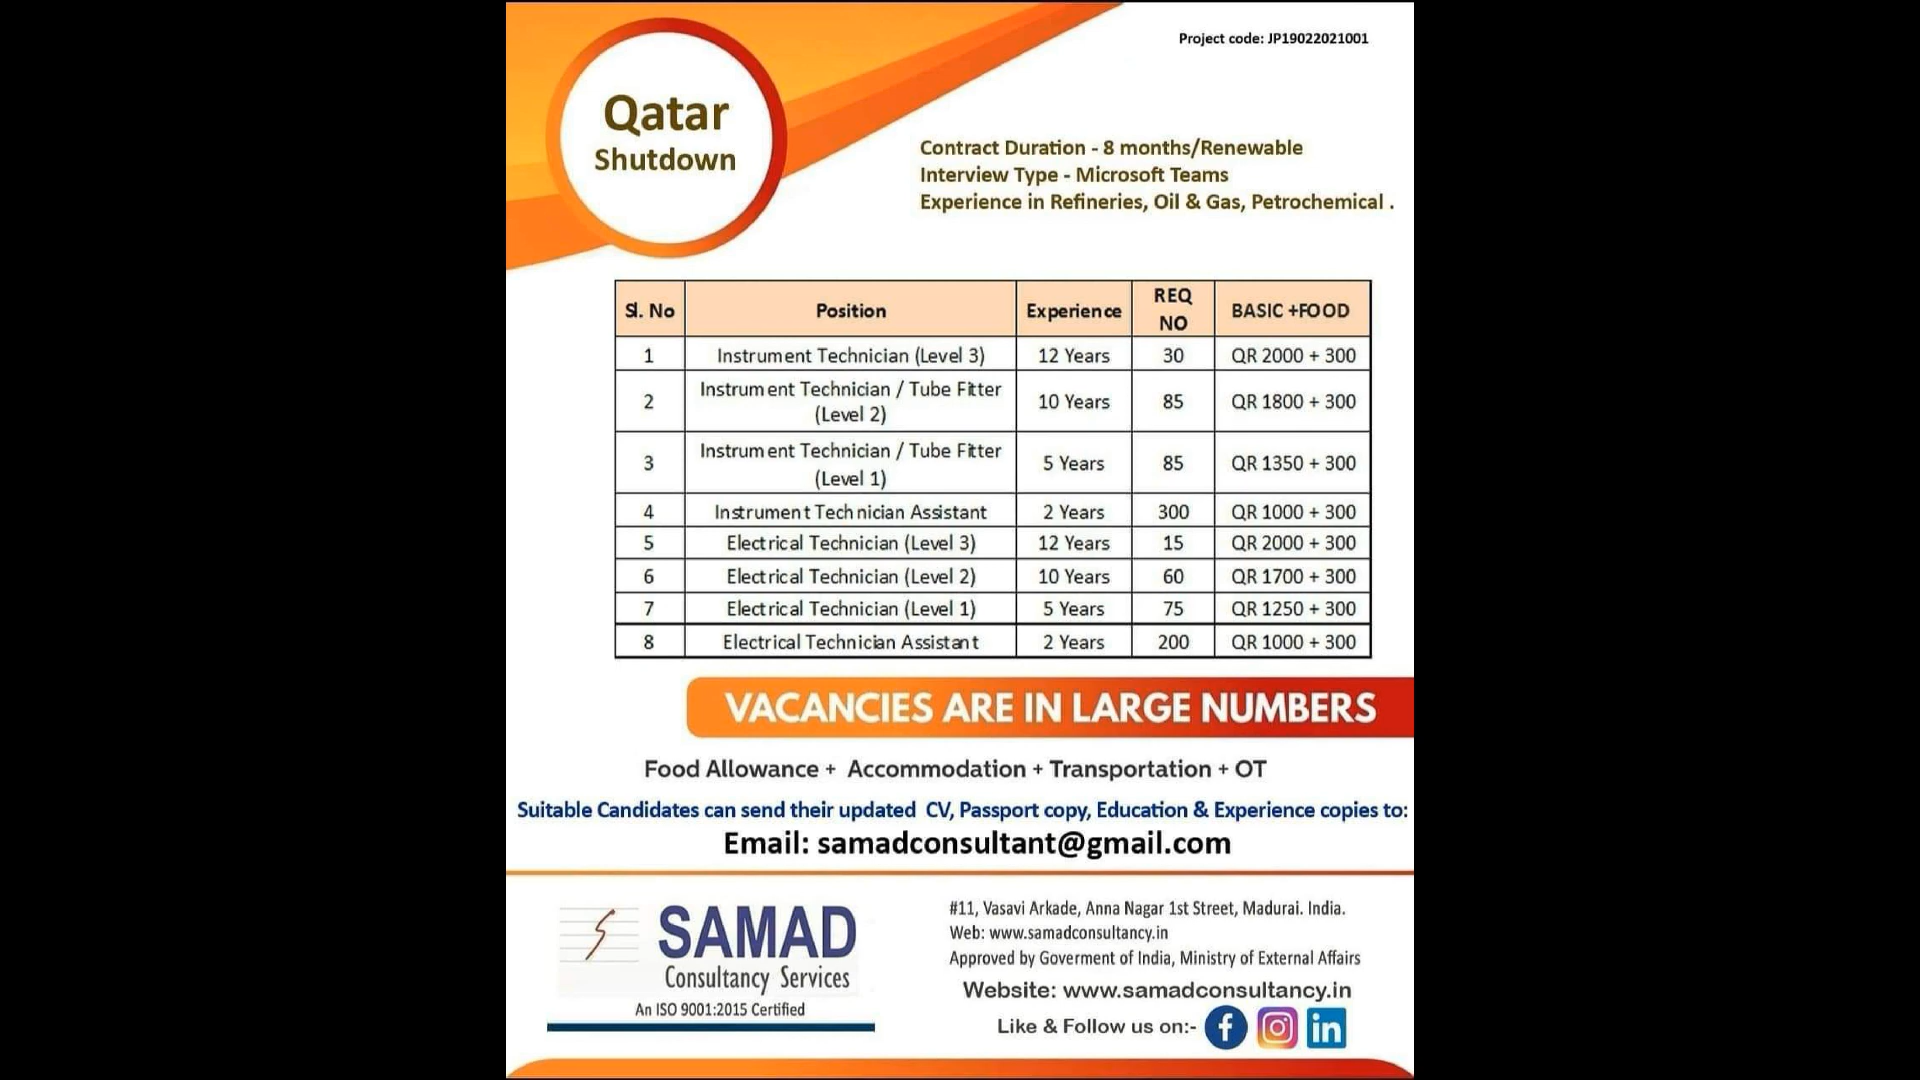 Project code: JP19022021001
Qatar
Shutdown
Contract Duration - 8 months/Renewable
Interview Type - Microsoft Teams
Experience in Refineries, Oil & Gas, Petrochemical .
Sl. No Position Experience REQ NO BASIC +FOOD
1 Instrument Technician (Level 3) 12 Years 30 QR 2000 + 300
2 Instrument Technician / Tube Fitter (Level 2) 10 Years 85 QR 1800 + 300
3 Instrument Technician / Tube Fitter (Level 1) 5 Years 85 QR 1350 + 300
4 Instrument Technician Assistant 2 Years 300 QR 1000 + 300
5 Electrical Technician (Level 3) 12 Years 15 QR 2000 + 300
6 Electrical Technician (Level 2) 10 Years 60 QR 1700 + 300
7 Electrical Technician (Level 1) 5 Years 75 QR 1250 + 300
8 Electrical Technician Assistant 2 Years 200 QR 1000 + 300
VACANCIES ARE IN LARGE NUMBERS
Food Allowance + Accommodation + Transportation + OT
Suitable Candidates can send their updated CV, Passport copy, Education & Experience copies to:
Email: samadconsultant@gmail.com
SAMAD
Consultancy Services
An ISO 9001:2015 Certified
#11, Vasavi Arkade, Anna Nagar 1st Street, Madurai. India.
Web: www.samadconsultancy.in
Approved by Goverment of India, Ministry of External Affairs
Website: www.samadconsultancy.in
Like & Follow us on:-